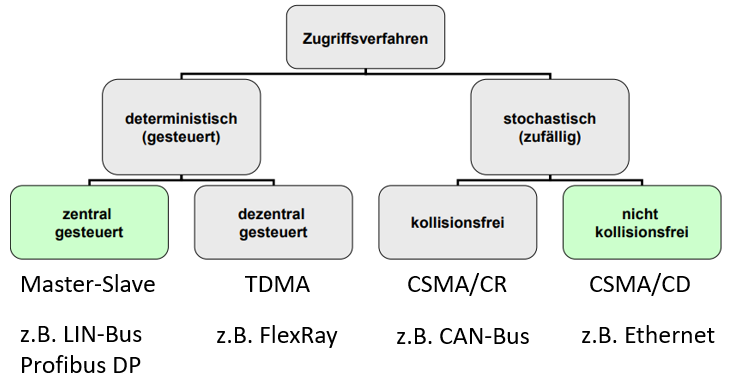 Zugriffsverfahren
deterministisch
(gesteuert)
stochastisch
(zufällig)
zentral
gesteuert
dezentral
gesteuert
kollisionsfrei
nicht
kollisionsfrei
Master-Slave
TDMA
CSMA/CR
CSMA/CD
z.B. LIN-Bus
Profibus DP
z.B. FlexRay
z.B. CAN-Bus
z.B. Ethernet